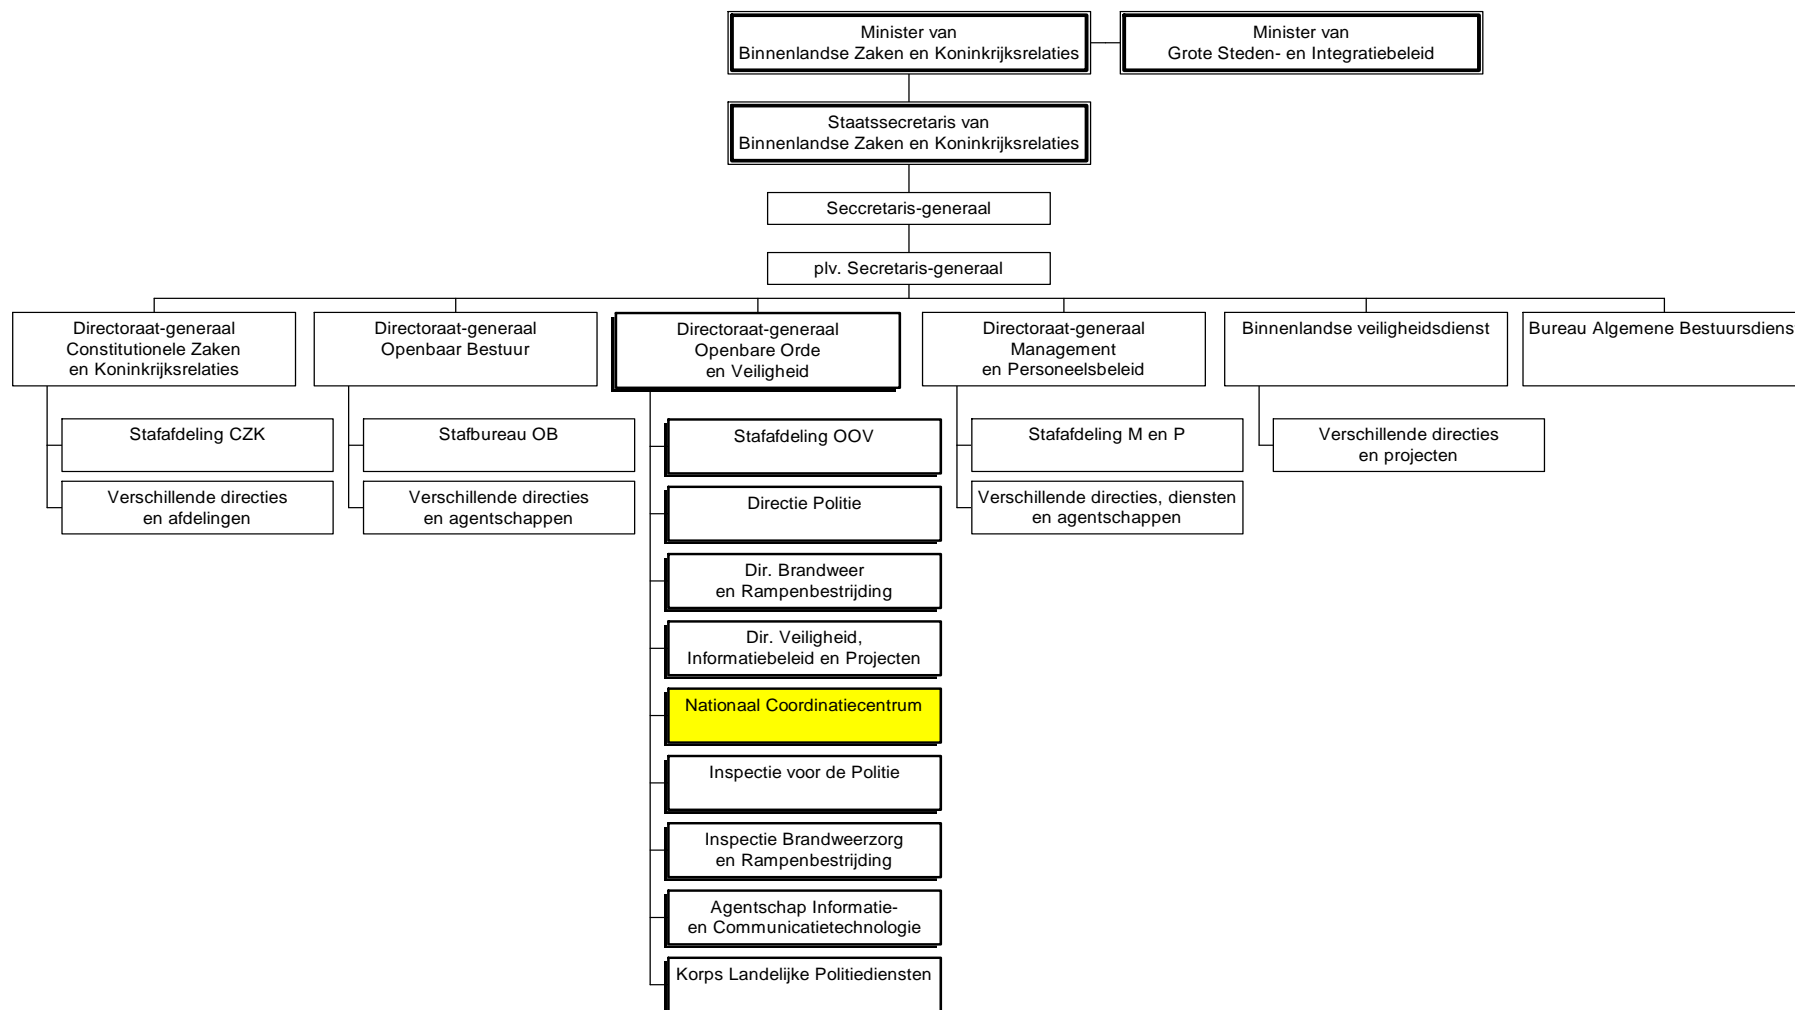 Minister van
Binnenlandse Zaken en Koninkrijksrelaties
Minister van
Grote Steden- en Integratiebeleid
Staatssecretaris van
Binnenlandse Zaken en Koninkrijksrelaties
Seccretaris-generaal
plv. Secretaris-generaal
Directoraat-generaal
Constitutionele Zaken
en Koninkrijksrelaties
Directoraat-generaal
Openbaar Bestuur
Directoraat-generaal
Openbare Orde
en Veiligheid
Directoraat-generaal
Management
en Personeelsbeleid
Binnenlandse veiligheidsdienst
Bureau Algemene Bestuursdienst
Stafafdeling CZK
Verschillende directies
en afdelingen
Stafbureau OB
Verschillende directies
en agentschappen
Stafafdeling OOV
Directie Politie
Dir. Brandweer
en Rampenbestrijding
Dir. Veiligheid,
Informatiebeleid en Projecten
Nationaal Coordinatiecentrum
Inspectie voor de Politie
Inspectie Brandweerzorg
en Rampenbestrijding
Agentschap Informatie-
en Communicatietechnologie
Korps Landelijke Politiediensten
Stafafdeling M en P
Verschillende directies, diensten
en agentschappen
Verschillende directies
en projecten